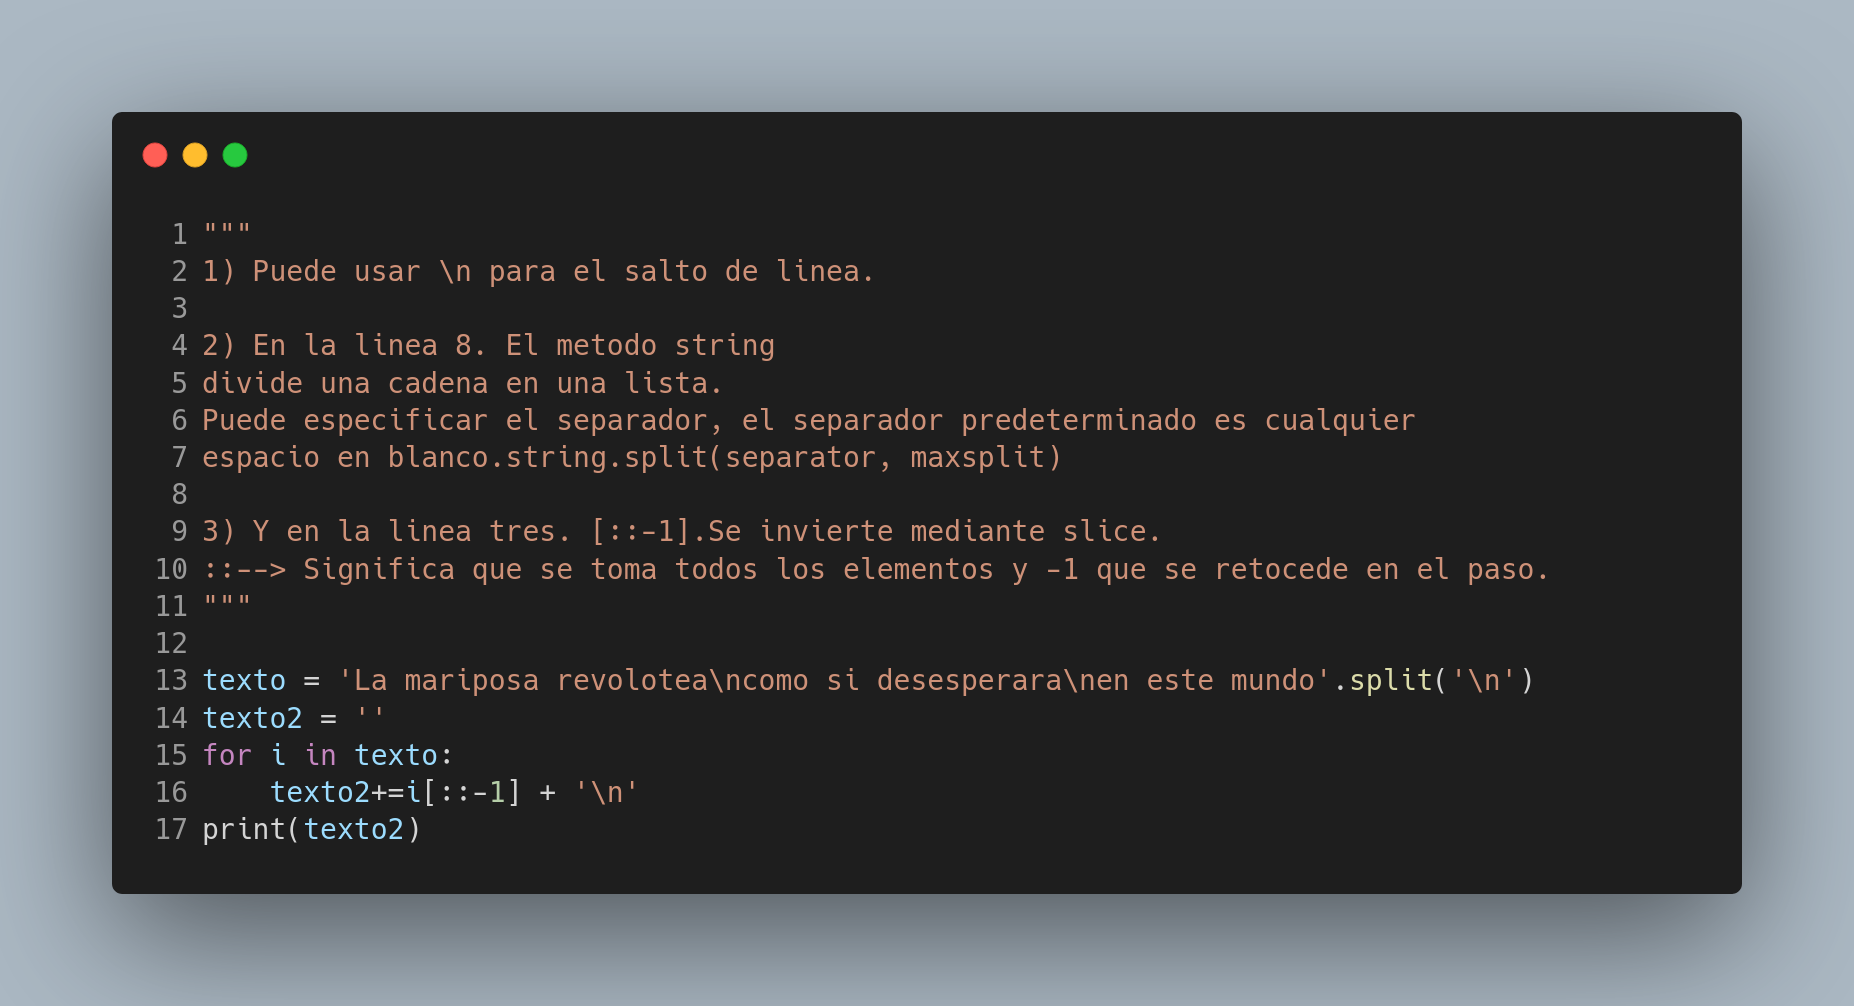 1 """
2 1) Puede usar \n para el salto de linea.
3
4 2) En la linea 8. El metodo string
5 divide una cadena en una lista.
6 Puede especificar el separador, el separador predeterminado es cualquier
7 espacio en blanco.string.split(separator, maxsplit)
8
9 3) Y en la linea tres. [::-1].Se invierte mediante slice.
10 ::--> Significa que se toma todos los elementos y -1 que se retocede en el paso.
11 """
12
13 texto = 'La mariposa revolotea\ncomo si desesperara\nen este mundo'.split('\n')
14 texto2 = ''
15 for i in texto:
16     texto2+=i[::-1] + '\n'
17 print(texto2)